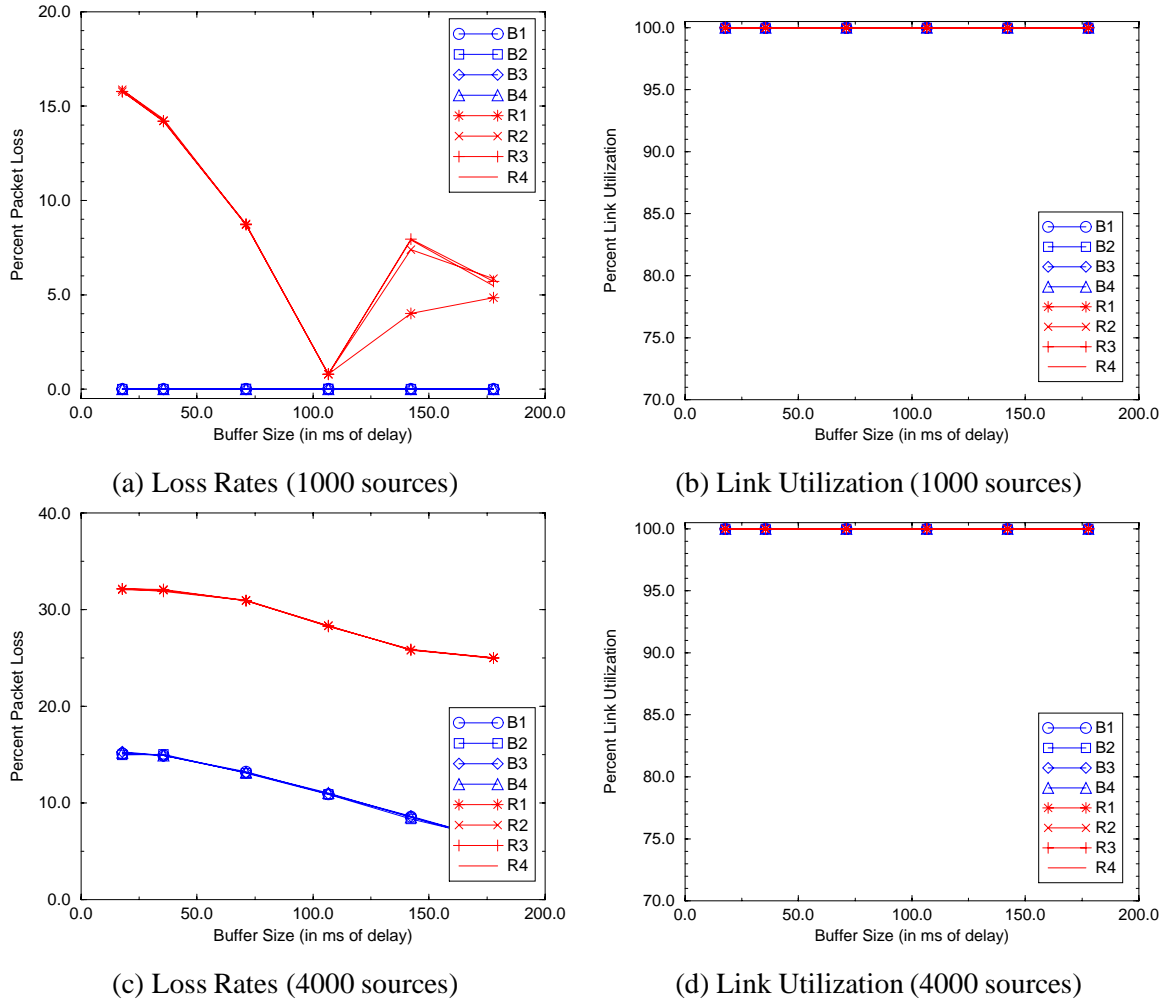 20.0
15.0
10.0
5.0
0.0
Percent Packet Loss
0.0 50.0 100.0 150.0 200.0
Buffer Size (in ms of delay)
B1
B2
B3
B4
R1
R2
R3
R4
(a) Loss Rates (1000 sources)
100.0
95.0
90.0
85.0
80.0
75.0
70.0
Percent Link Utilization
0.0 50.0 100.0 150.0 200.0
Buffer Size (in ms of delay)
B1
B2
B3
B4
R1
R2
R3
R4
(b) Link Utilization (1000 sources)
40.0
30.0
20.0
10.0
0.0
Percent Packet Loss
0.0 50.0 100.0 150.0 200.0
Buffer Size (in ms of delay)
B1
B2
B3
B4
R1
R2
R3
R4
(c) Loss Rates (4000 sources)
100.0
95.0
90.0
85.0
80.0
75.0
70.0
Percent Link Utilization
0.0 50.0 100.0 150.0 200.0
Buffer Size (in ms of delay)
B1
B2
B3
B4
R1
R2
R3
R4
(d) Link Utilization (4000 sources)